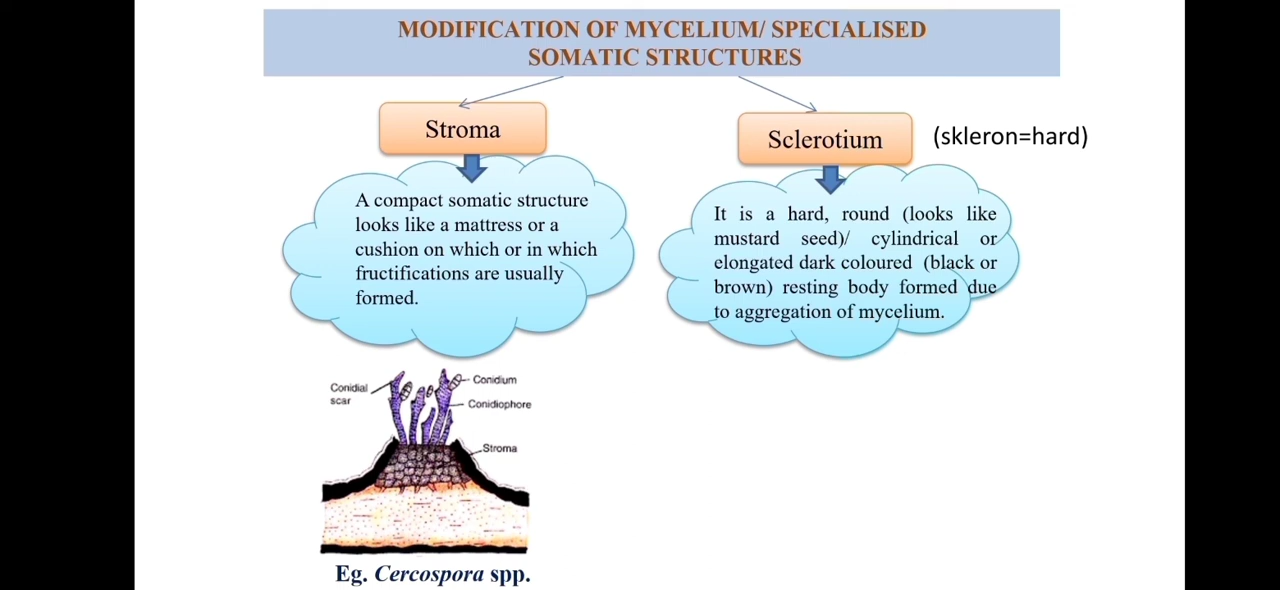 MODIFICATION OF MYCELIUM/ SPECIALISED
SOMATIC STRUCTURES
Stroma
A compact somatic structure
looks like a mattress or a
cushion on which or in which
fructifications are usually
formed.
Sclerotium
(skleron=hard)
It is a hard, round (looks like
mustard seed)/ cylindrical or
elongated dark coloured (black or
brown) resting body formed due
to aggregation of mycelium.
Conidial
scar
Conidium
Conidiophore
Stroma
Eg. Cercospora spp.